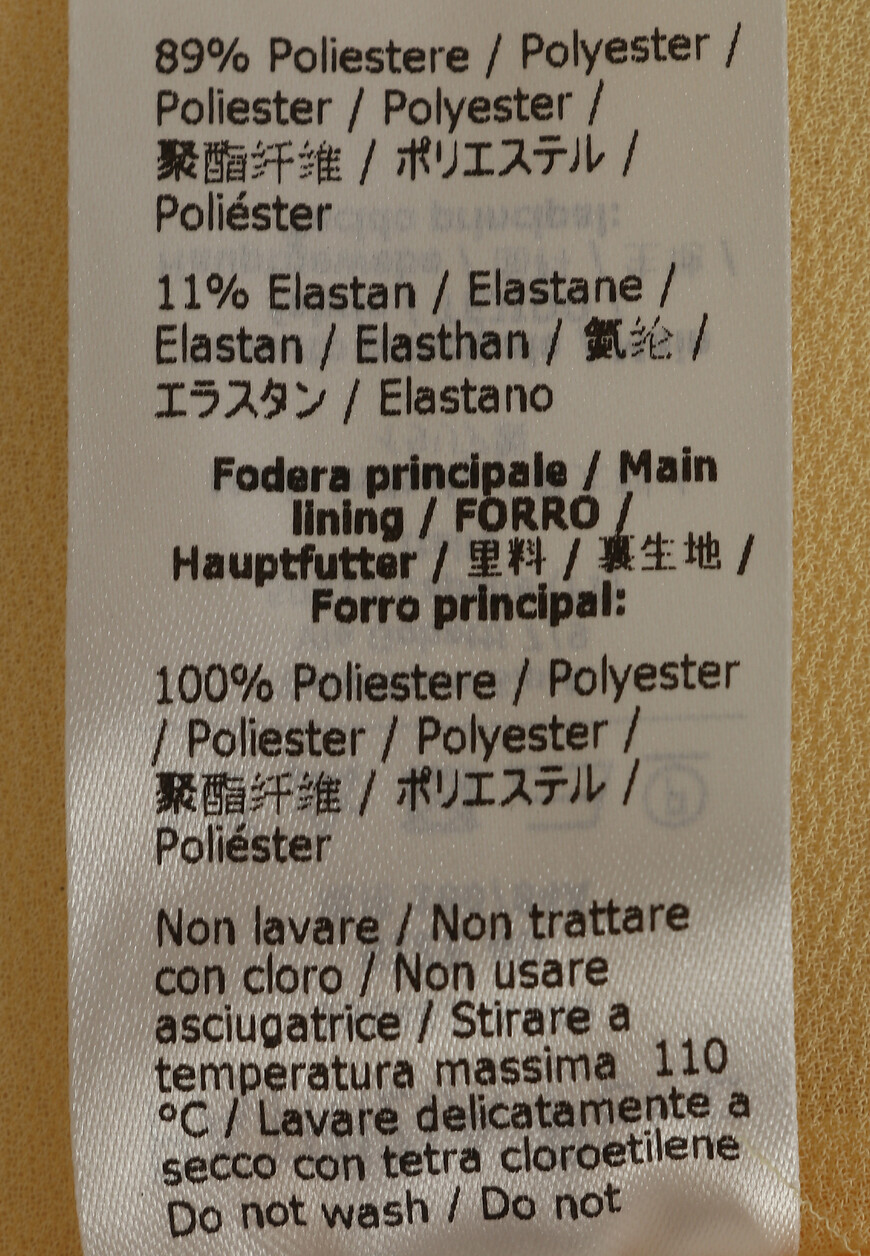 89% Poliestere / Polyester /
Poliester / Polyester /
聚酯纤维 / ポリエステル /
Poliéster
11% Elastan / Elastane /
Elastan / Elasthan / 氨纶 /
エラスタン / Elastano
Fodera principale / Main
lining / FORRO /
Hauptfutter / 里料 / 裏生地 /
Forro principal:
100% Poliestere / Polyester
/ Poliester / Polyester /
聚酯纤维 / ポリエステル /
Poliéster
Non lavare / Non trattare
con cloro / Non usare
asciugatrice / Stirare a
temperatura massima 110
°C / Lavare delicatamente a
secco con tetra cloroetilene
Do not wash / Do not